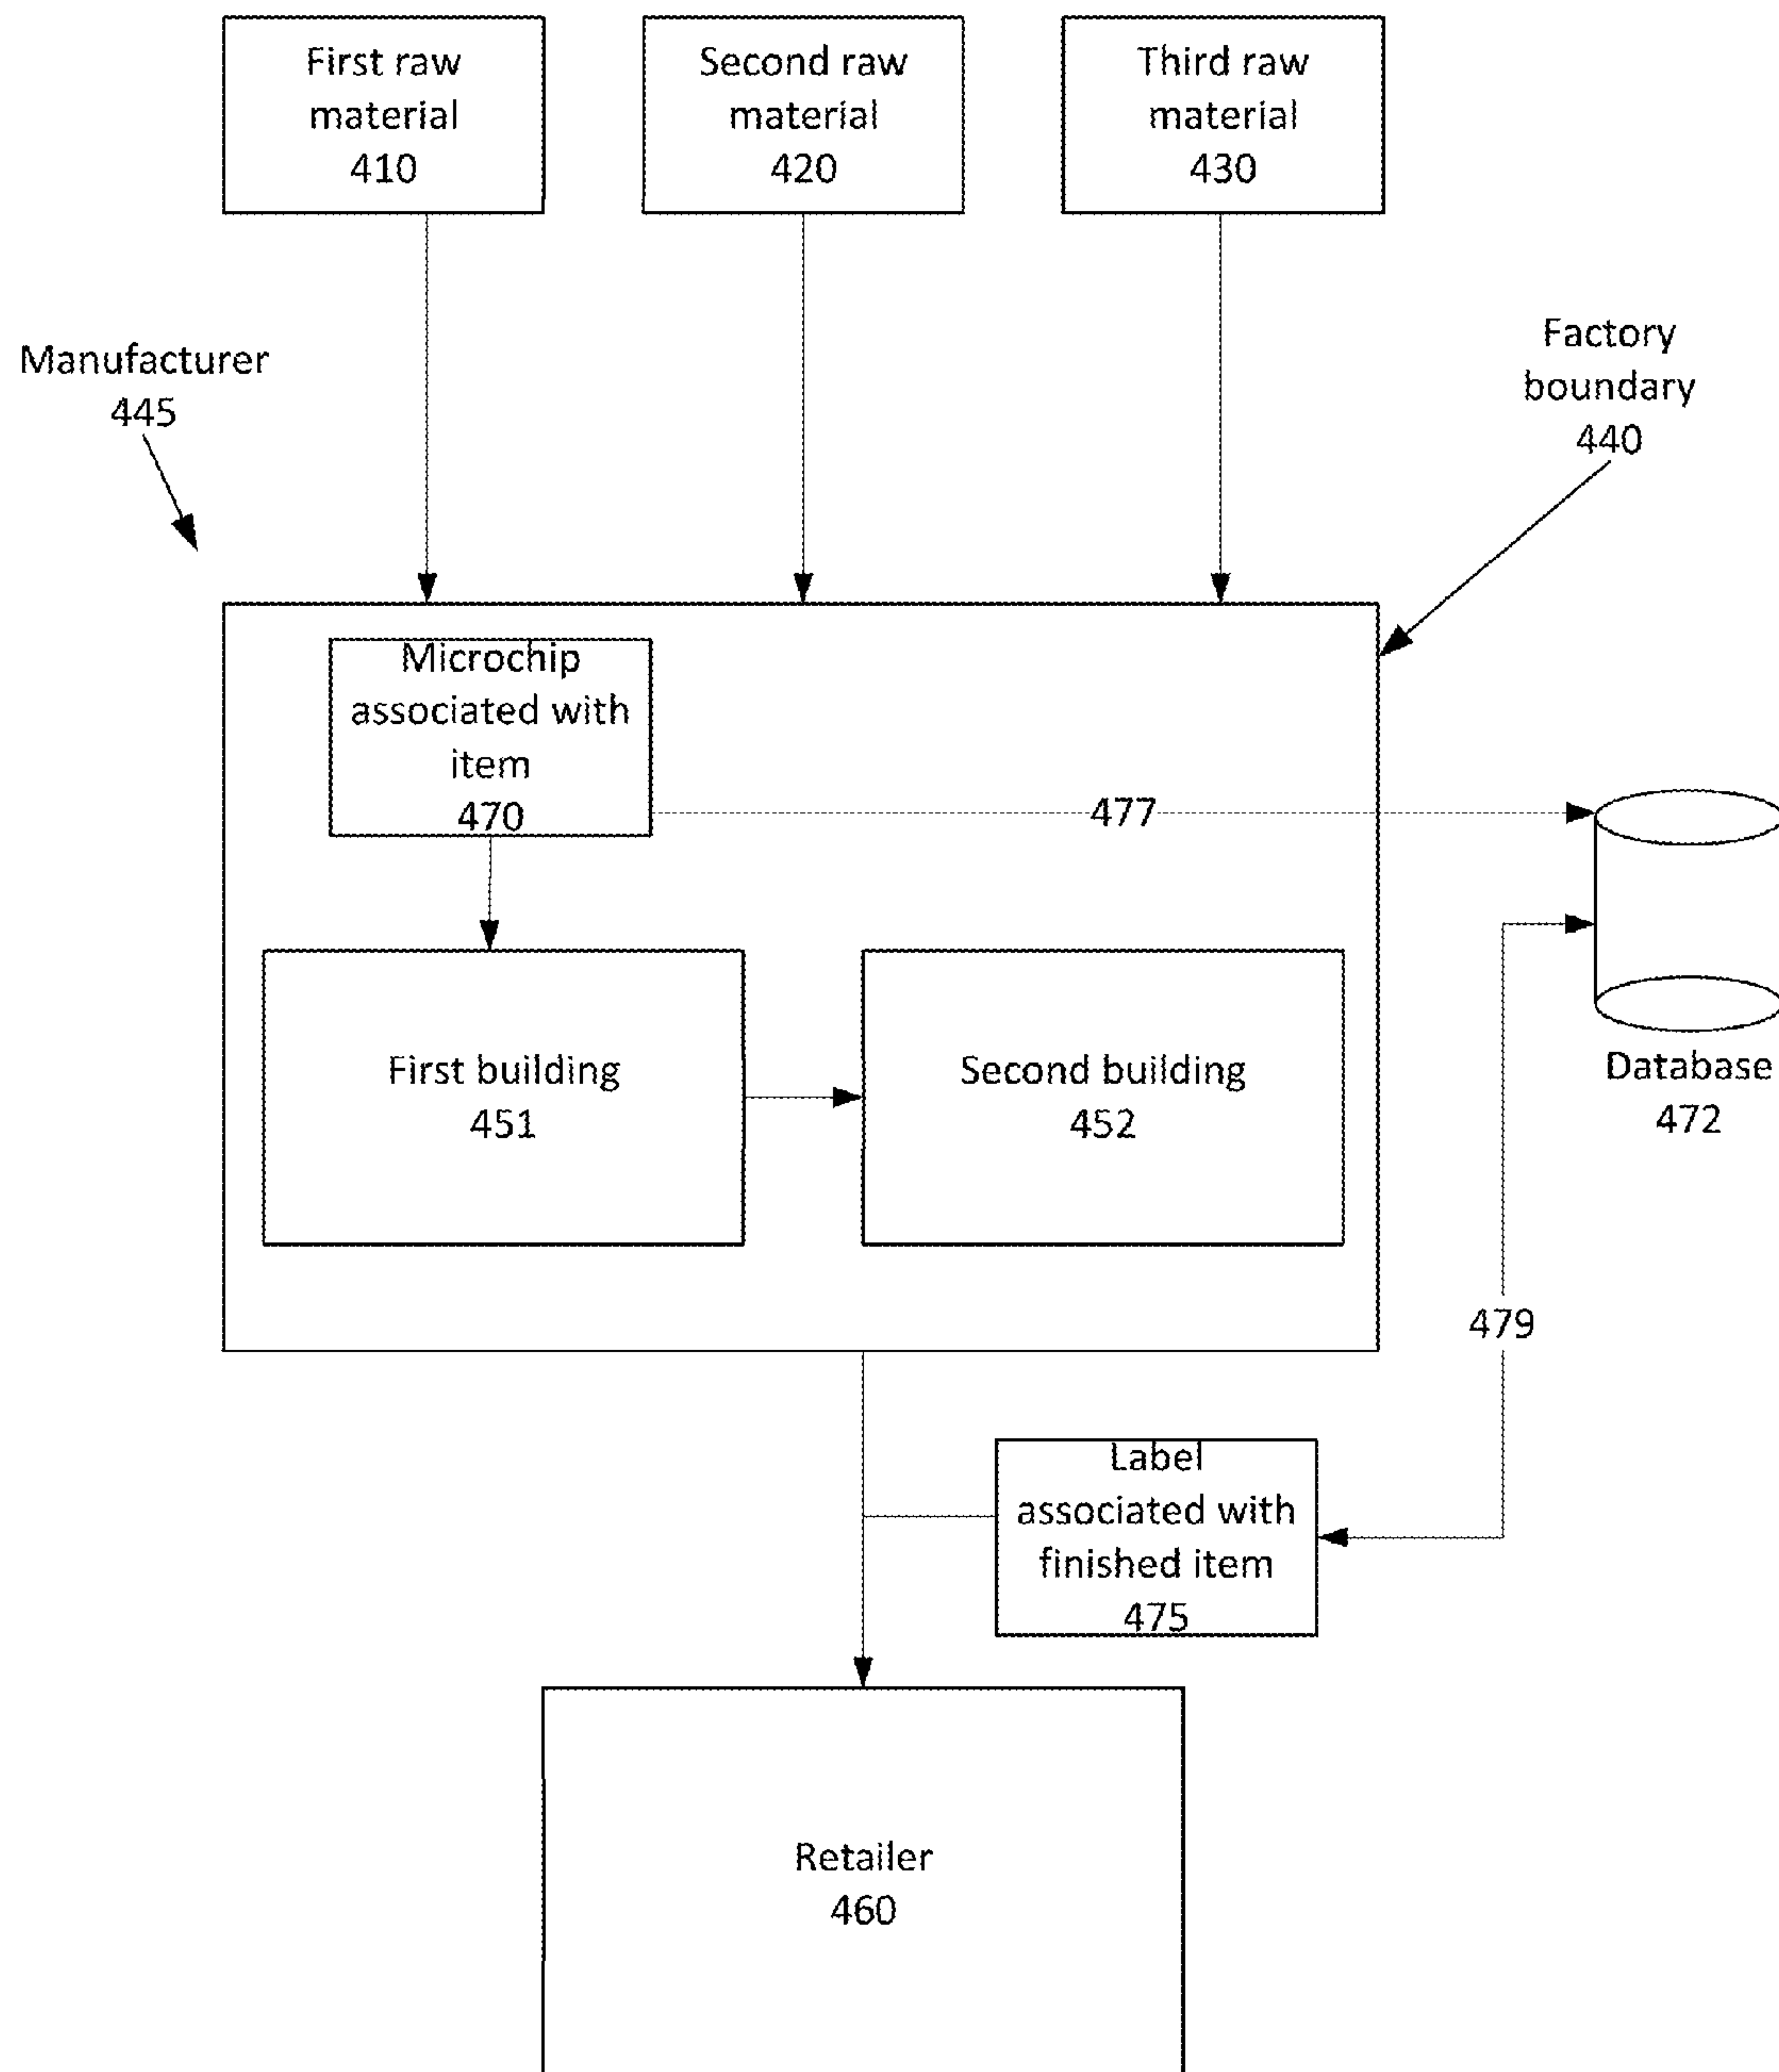 First raw
material
410
Second raw
material
420
Third raw
material
430
Manufacturer
445
Factory
boundary
440
Microchip
associated with
item
470
477
First building
451
Second building
452
Database
472
479
Label
associated with
finished item
475
Retailer
460